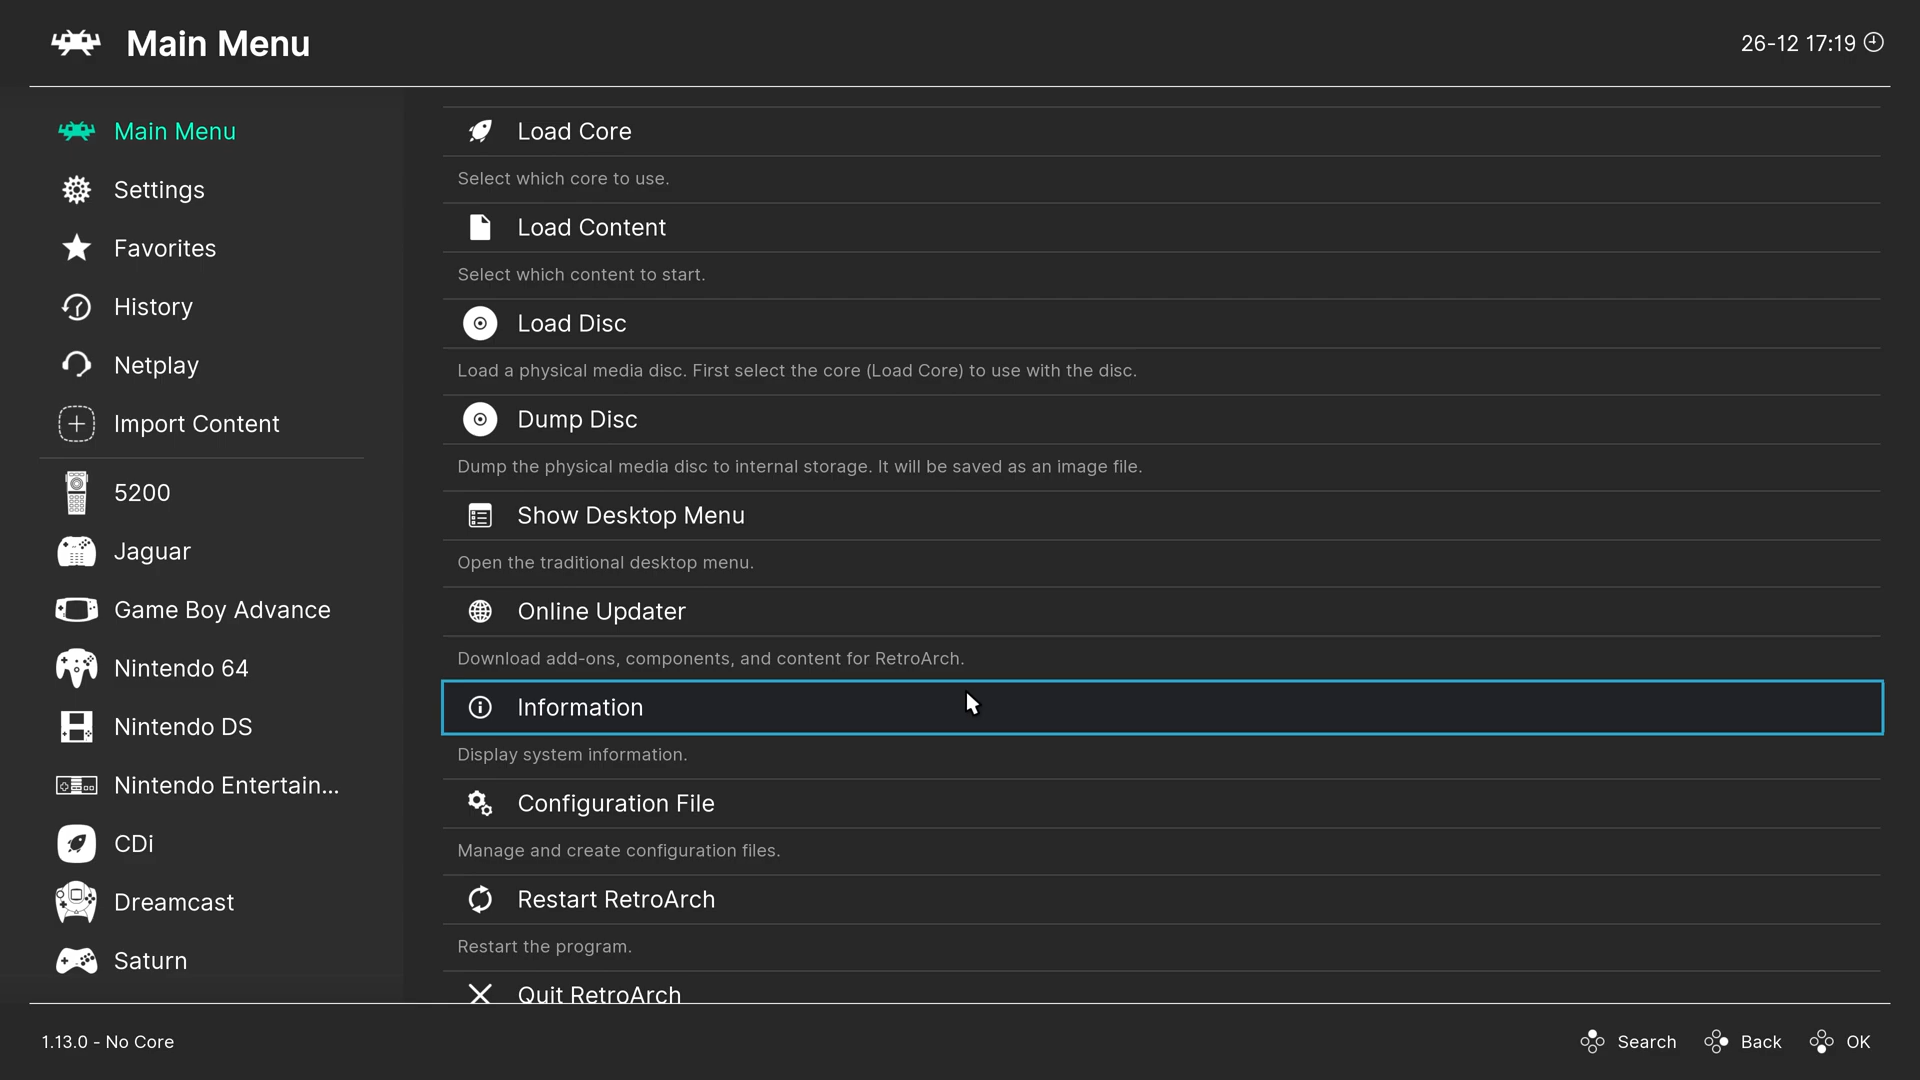 Main Menu
26-12 17:19
Main Menu
Settings
Favorites
History
Netplay
Import Content
5200
Jaguar
Game Boy Advance
Nintendo 64
Nintendo DS
Nintendo Entertain...
CDi
Dreamcast
Saturn
Load Core
Select which core to use.
Load Content
Select which content to start.
Load Disc
Load a physical media disc. First select the core (Load Core) to use with the disc.
Dump Disc
Dump the physical media disc to internal storage. It will be saved as an image file.
Show Desktop Menu
Open the traditional desktop menu.
Online Updater
Download add-ons, components, and content for RetroArch.
Information
Display system information.
Configuration File
Manage and create configuration files.
Restart RetroArch
Restart the program.
Quit RetroArch
1.13.0 - No Core
Search Back OK